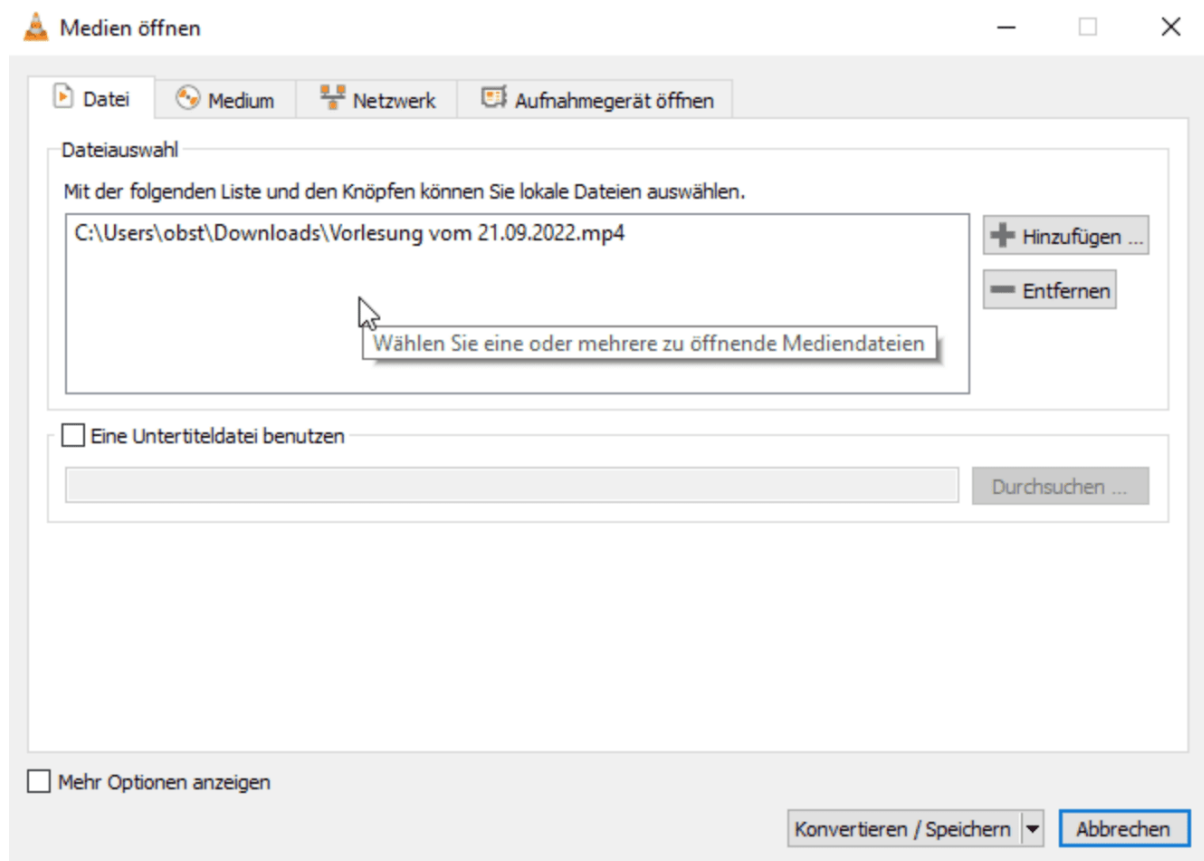 Medien öffnen
Datei
Medium
Netzwerk
Aufnahmegerät öffnen
Dateiauswahl
Mit der folgenden Liste und den Knöpfen können Sie lokale Dateien auswählen.
C:\Users\obst\Downloads\Vorlesung vom 21.09.2022.mp4
Hinzufügen ...
Entfernen
Wählen Sie eine oder mehrere zu öffnende Mediendateien
Eine Untertiteldatei benutzen
Durchsuchen ...
Mehr Optionen anzeigen
Konvertieren / Speichern
Abbrechen